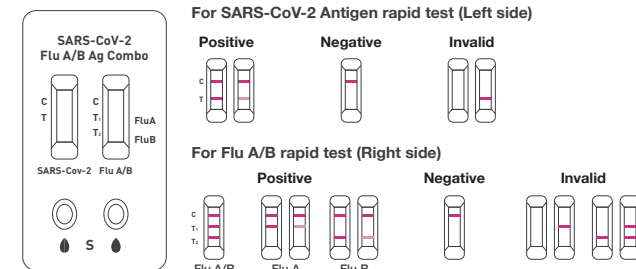 For SARS-CoV-2 Antigen rapid test (Left side)
Positive Negative Invalid
C
T
SARS-CoV-2
Flu A/B Ag Combo
C C
T T₁ FluA
T₂ FluB
SARS-Cov-2 Flu A/B
S
For Flu A/B rapid test (Right side)
Positive Negative Invalid
C
T₁
T₂
Flu A/B Flu A Flu B